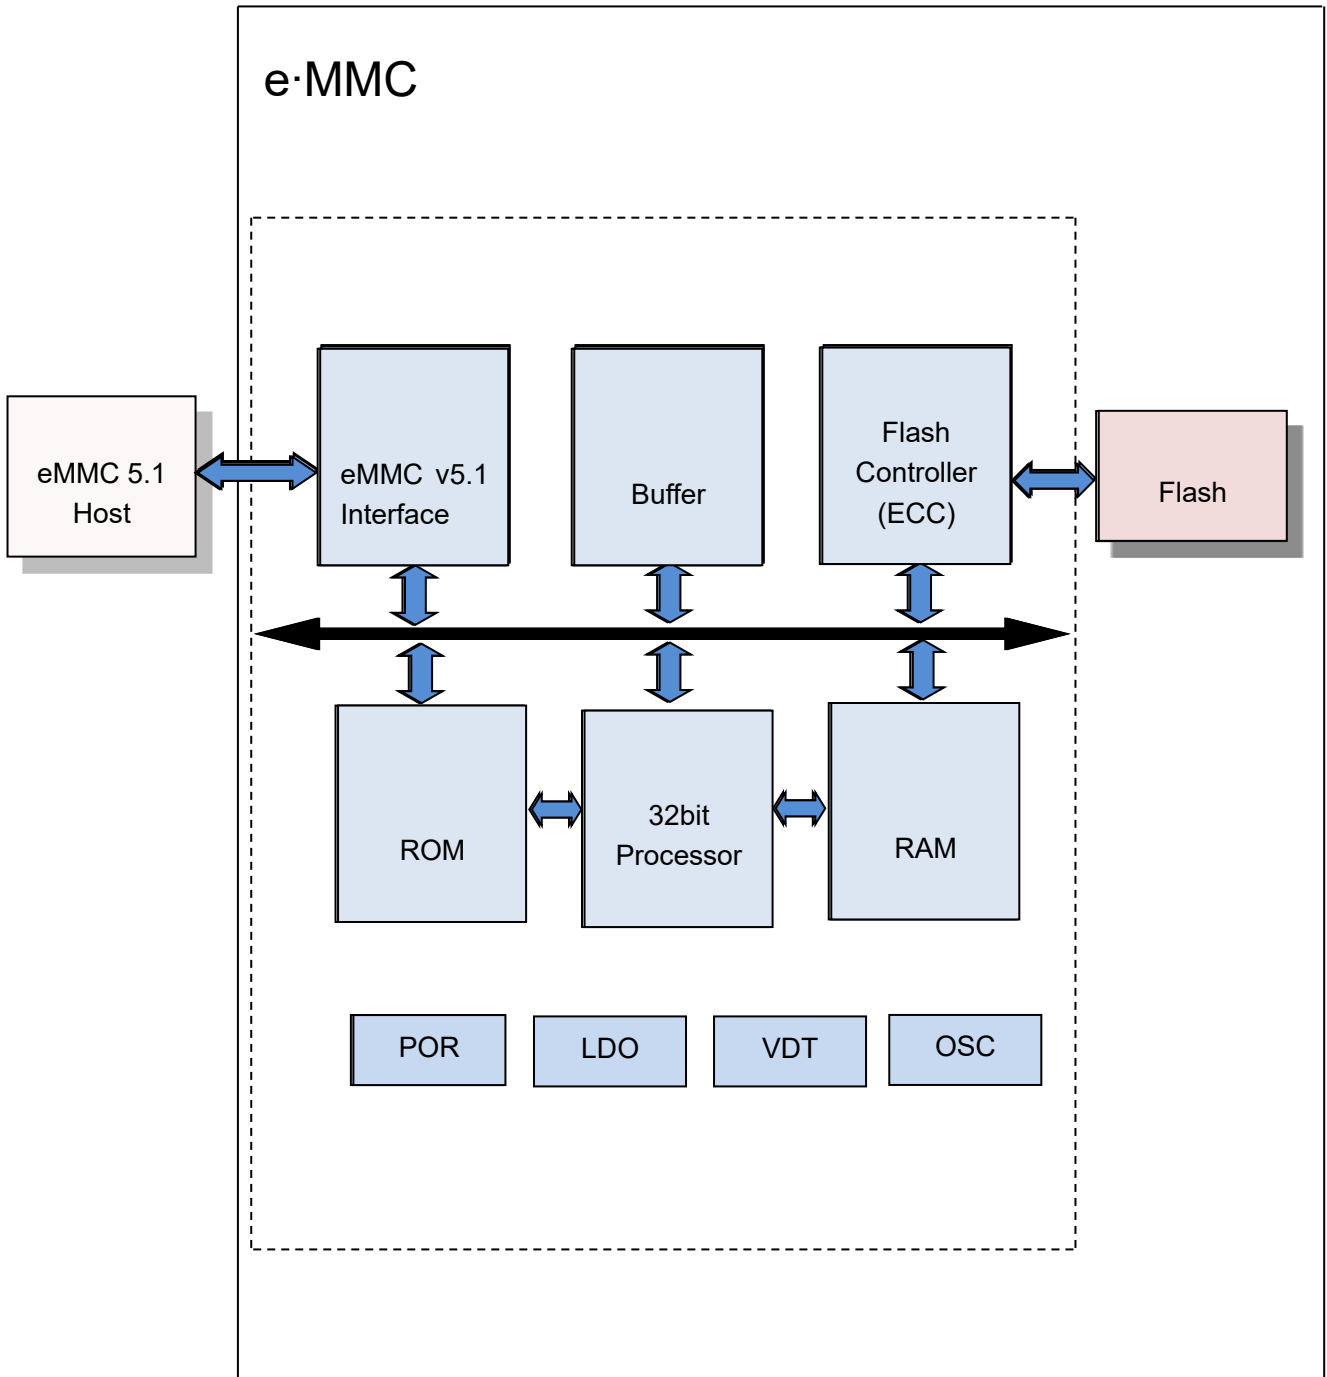 e·MMC
eMMC 5.1
Host
eMMC v5.1
Interface
Buffer
Flash
Controller
(ECC)
Flash
ROM
32bit
Processor
RAM
POR
LDO
VDT
OSC